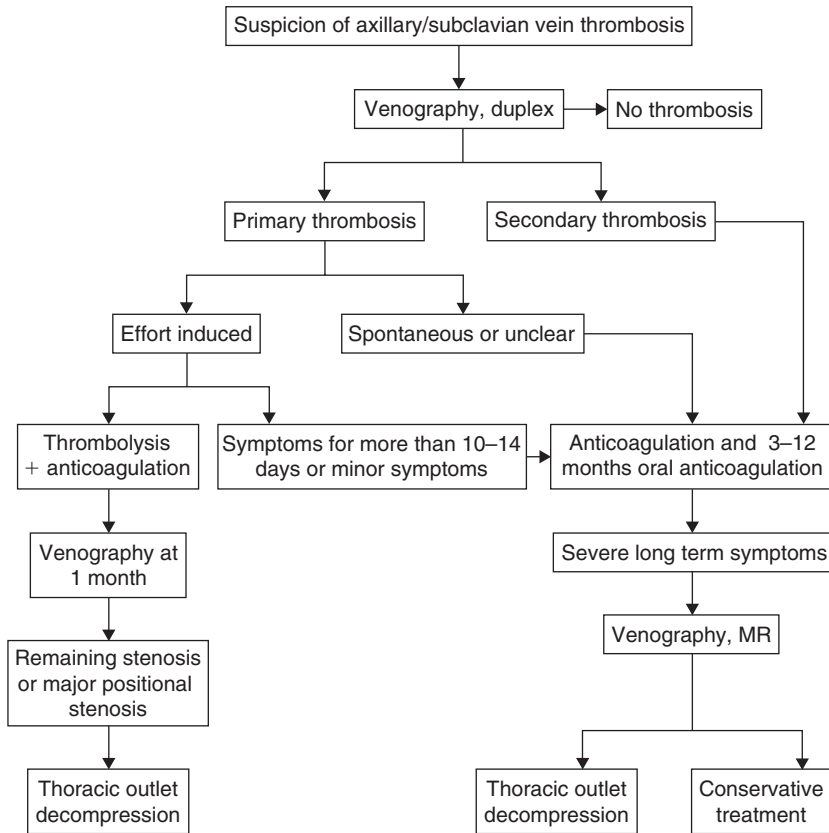 Suspicion of axillary/subclavian vein thrombosis
Venography, duplex
No thrombosis
Primary thrombosis
Secondary thrombosis
Effort induced
Spontaneous or unclear
Thrombolysis
+ anticoagulation
Symptoms for more than 10–14
days or minor symptoms
Anticoagulation and 3–12
months oral anticoagulation
Venography at
1 month
Severe long term symptoms
Remaining stenosis
or major positional
stenosis
Venography, MR
Thoracic outlet
decompression
Thoracic outlet
decompression
Conservative
treatment